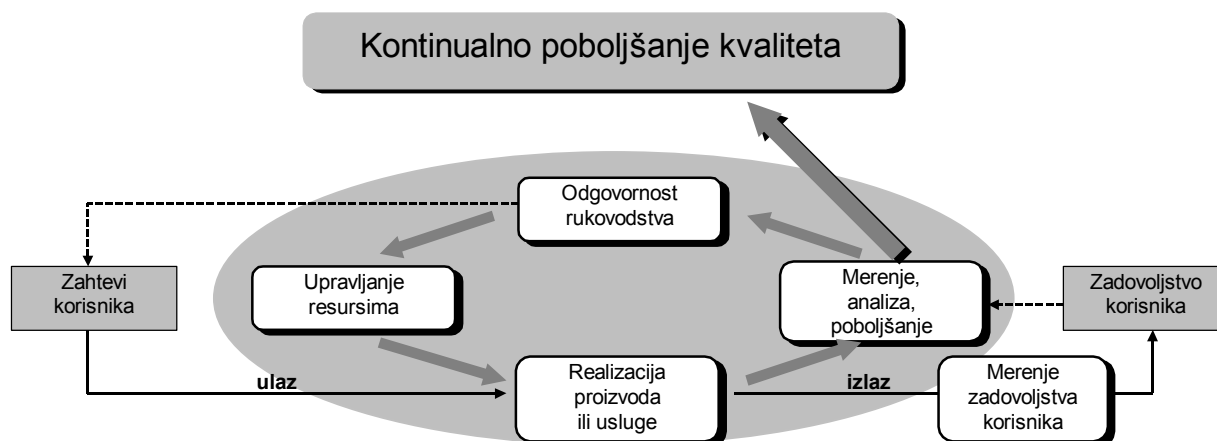 Kontinualno poboljšanje kvaliteta
Odgovornost
rukovodstva
Zahtevi
korisnika
Upravljanje
resursima
Merenje,
analiza,
poboljšanje
Zadovoljstvo
korisnika
ulaz
Realizacija
proizvoda
ili usluge
izlaz
Merenje
zadovoljstva
korisnika